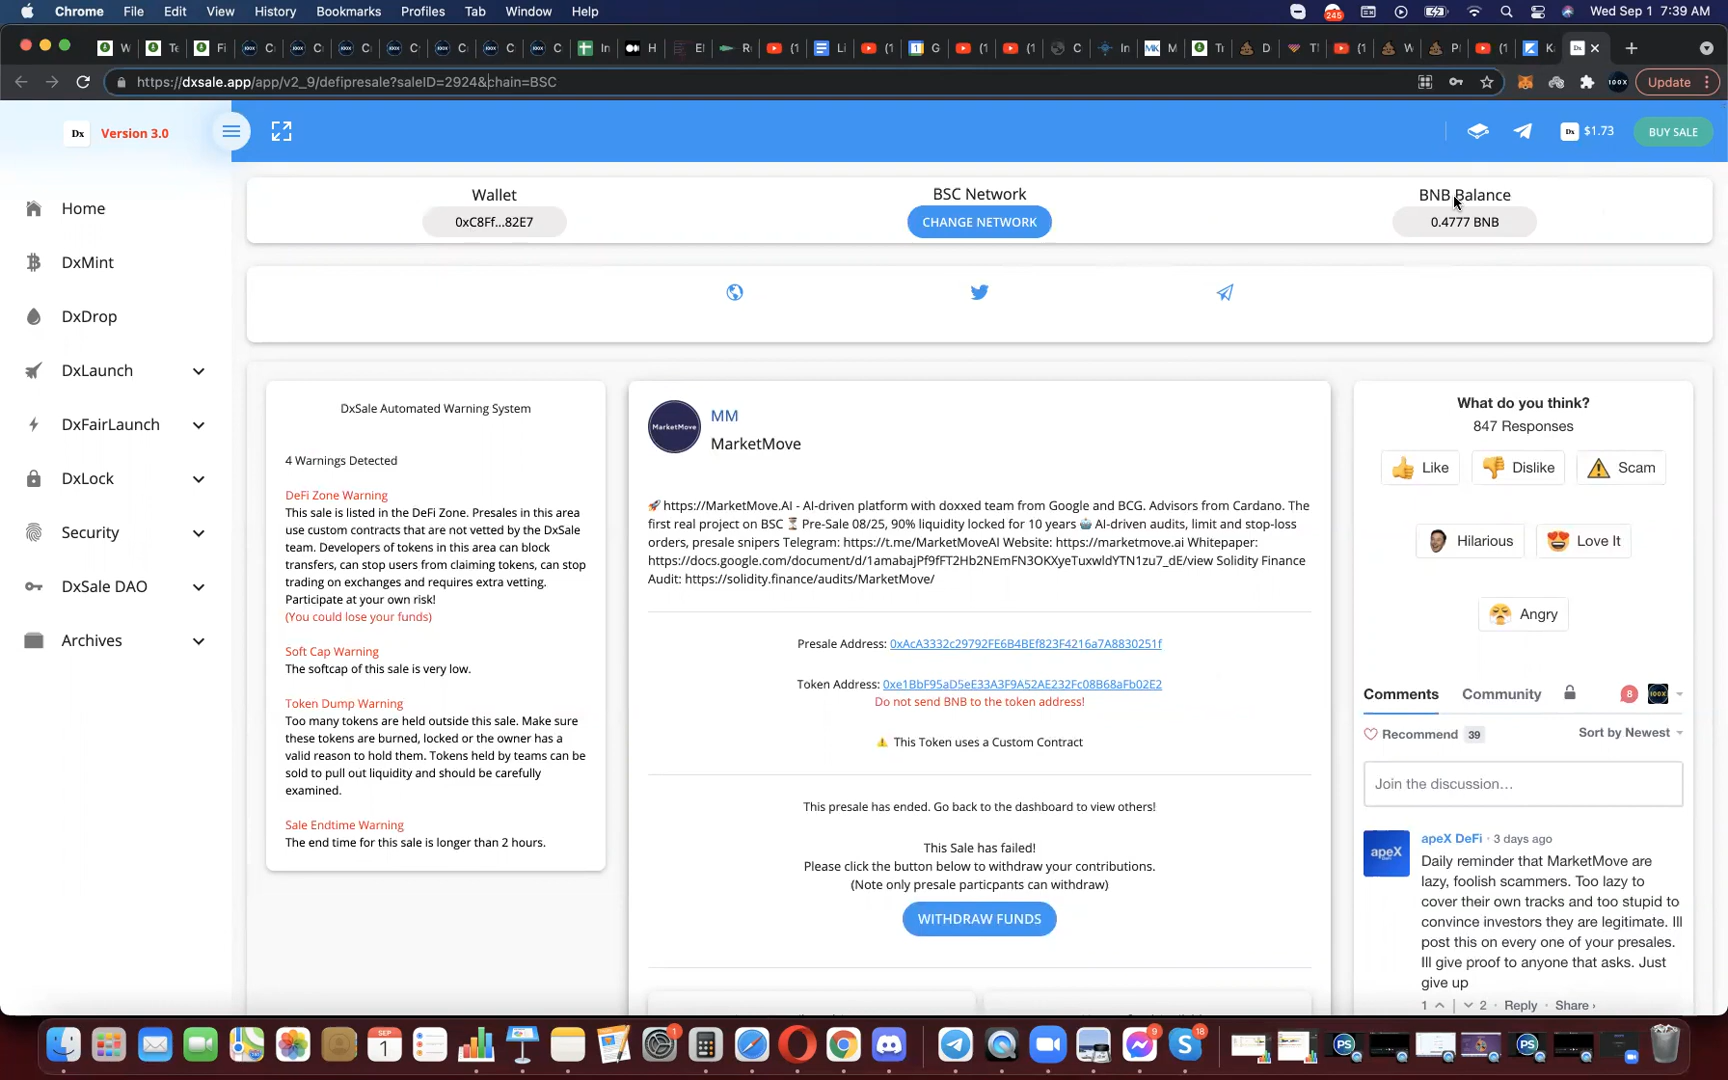 Chrome File Edit View History Bookmarks Profiles Tab Window Help
245
Wed Sep 1 7:39 AM
https://dxsale.app/app/v2_9/defipresale?saleID=2924&chain=BSC
Update
Dx Version 3.0
Dx $1.73 BUY SALE
Home
DxMint
DxDrop
DxLaunch
DxFairLaunch
DxLock
Security
DxSale DAO
Archives
Wallet
0xC8Ff...82E7
BSC Network
CHANGE NETWORK
BNB Balance
0.4777 BNB
DxSale Automated Warning System
4 Warnings Detected
DeFi Zone Warning
This sale is listed in the DeFi Zone. Presales in this area
use custom contracts that are not vetted by the DxSale
team. Developers of tokens in this area can block
transfers, can stop users from claiming tokens, can stop
trading on exchanges and requires extra vetting.
Participate at your own risk!
(You could lose your funds)
Soft Cap Warning
The softcap of this sale is very low.
Token Dump Warning
Too many tokens are held outside this sale. Make sure
these tokens are burned, locked or the owner has a
valid reason to hold them. Tokens held by teams can be
sold to pull out liquidity and should be carefully
examined.
Sale Endtime Warning
The end time for this sale is longer than 2 hours.
MarketMove
MM
MarketMove
🚀 https://MarketMove.AI - AI-driven platform with doxxed team from Google and BCG. Advisors from Cardano. The
first real project on BSC ⏳ Pre-Sale 08/25, 90% liquidity locked for 10 years 🤖 AI-driven audits, limit and stop-loss
orders, presale snipers Telegram: https://t.me/MarketMoveAI Website: https://marketmove.ai Whitepaper:
https://docs.google.com/document/d/1amabajPf9fFT2Hb2NEmFN3OKXyeTuxwldYTN1zu7_dE/view Solidity Finance
Audit: https://solidity.finance/audits/MarketMove/
Presale Address: 0xAcA3332c29792FE6B4BEf823F4216a7A8830251f
Token Address: 0xe1BbF95aD5eE33A3F9A52AE232Fc08B68aFb02E2
Do not send BNB to the token address!
⚠ This Token uses a Custom Contract
This presale has ended. Go back to the dashboard to view others!
This Sale has failed!
Please click the button below to withdraw your contributions.
(Note only presale particpants can withdraw)
WITHDRAW FUNDS
What do you think?
847 Responses
Like
Dislike
Scam
Hilarious
Love It
Angry
Comments Community 8
Recommend 39 Sort by Newest
Join the discussion...
apeX
apeX DeFi · 3 days ago
Daily reminder that MarketMove are
lazy, foolish scammers. Too lazy to
cover their own tracks and too stupid to
convince investors they are legitimate. Ill
post this on every one of your presales.
Ill give proof to anyone that asks. Just
give up
1 2 Reply Share ›